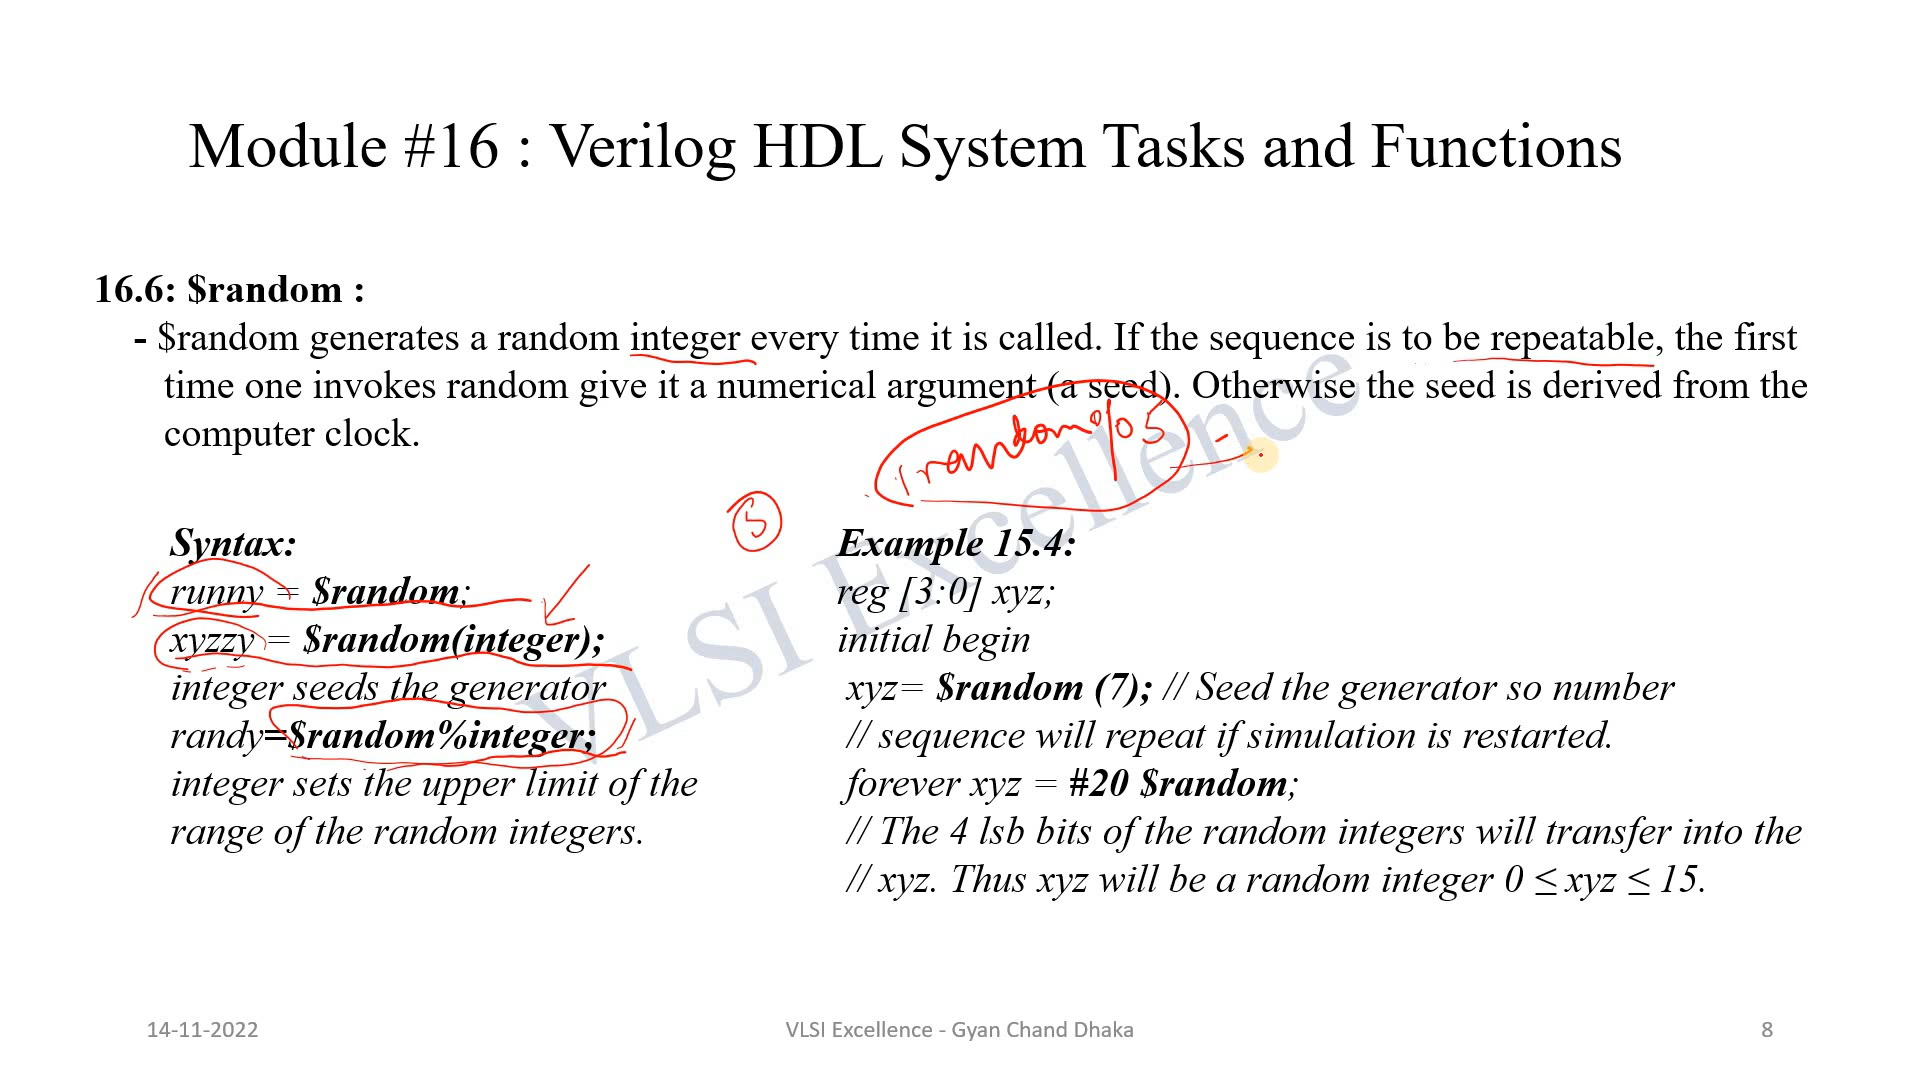 Module #16 : Verilog HDL System Tasks and Functions
16.6: $random :
- $random generates a random integer every time it is called. If the sequence is to be repeatable, the first
time one invokes random give it a numerical argument (a seed). Otherwise the seed is derived from the
computer clock.
random%5
5
Syntax:
runny = $random;
xyzzy = $random(integer);
integer seeds the generator
randy=$random%integer;
integer sets the upper limit of the
range of the random integers.
Example 15.4:
reg [3:0] xyz;
initial begin
xyz= $random (7); // Seed the generator so number
// sequence will repeat if simulation is restarted.
forever xyz = #20 $random;
// The 4 lsb bits of the random integers will transfer into the
// xyz. Thus xyz will be a random integer 0 ≤ xyz ≤ 15.
VLSI Excellence
14-11-2022
VLSI Excellence - Gyan Chand Dhaka
8